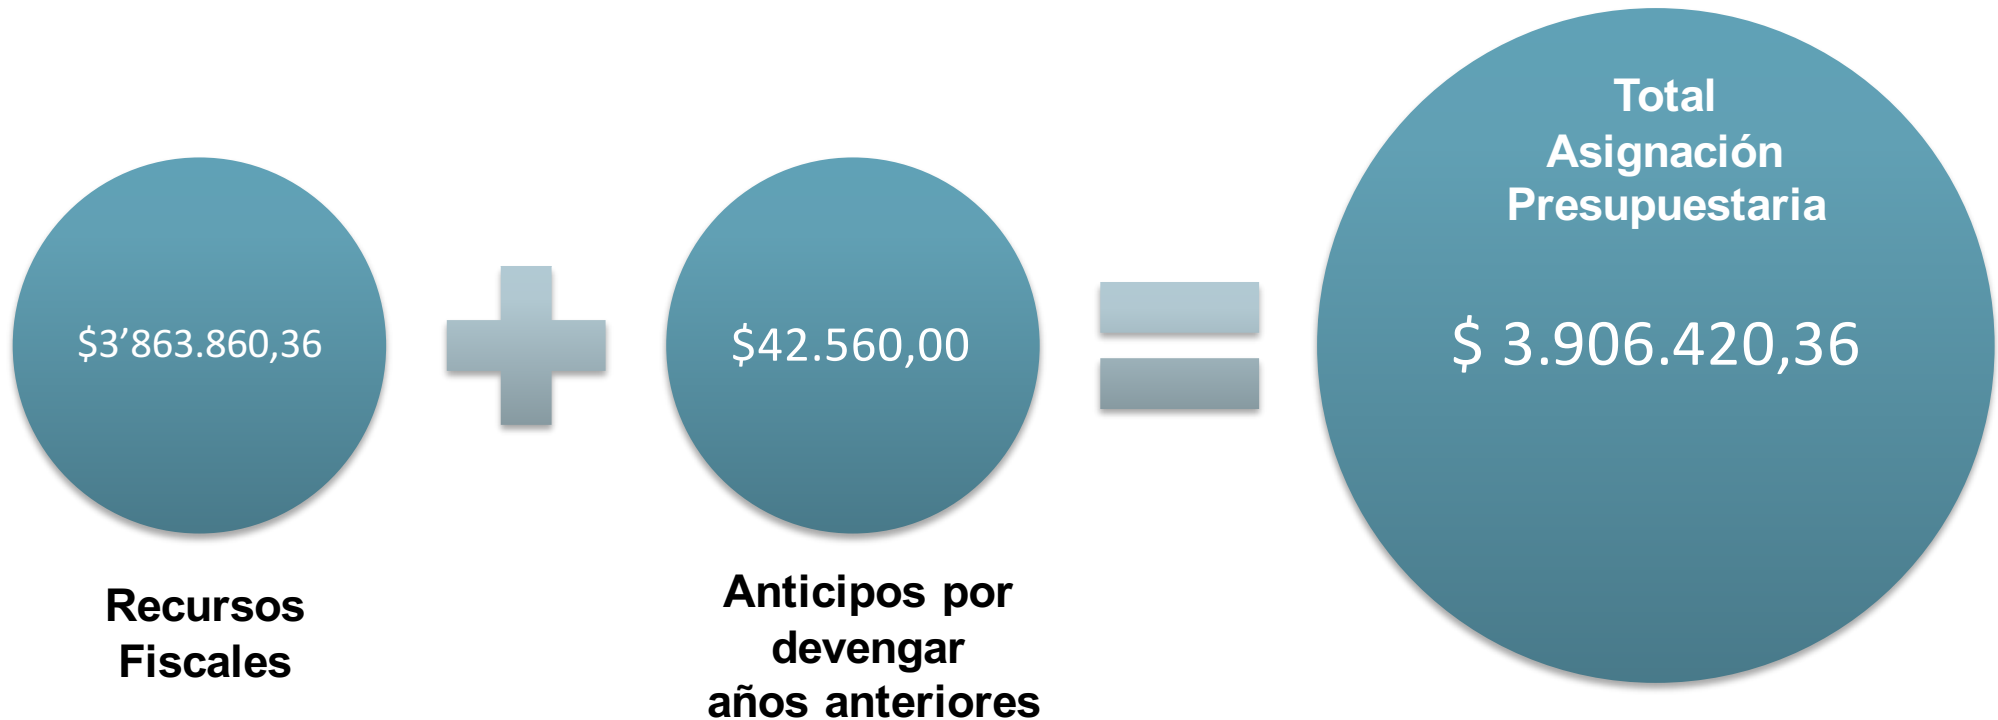 $3’863.860,36
Recursos
Fiscales
$42.560,00
Anticipos por
devengar
años anteriores
Total
Asignación
Presupuestaria
$ 3.906.420,36